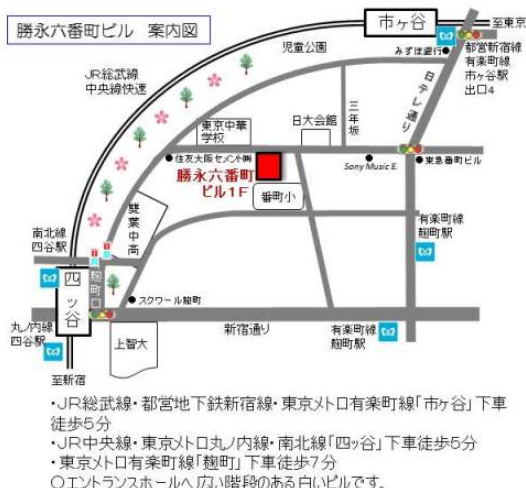 勝永六番町ビル 案内図
市ヶ谷
至東京
みずほ銀行
都営新宿線
有楽町線
市ヶ谷駅
出口4
児童公園
JR総武線
中央線快速
日テレ通り
三年坂
日大会館
東京中華
学校
住友大阪セメント㈱
勝永六番町
ビル1F
番町小
Sony Music E.
東急番町ビル
雙葉中高
有楽町線
麹町駅
南北線
四谷駅
四ッ谷
麹町口
スクワール麹町
新宿通り
有楽町線
麹町駅
丸ノ内線
四谷駅
上智大
至新宿
・JR総武線・都営地下鉄新宿線・東京メトロ有楽町線「市ヶ谷」下車
徒歩5分
・JR中央線・東京メトロ丸ノ内線・南北線「四ッ谷」下車徒歩5分
・東京メトロ有楽町線「麹町」下車徒歩7分
○エントランスホールへ広い階段のある白いビルです。